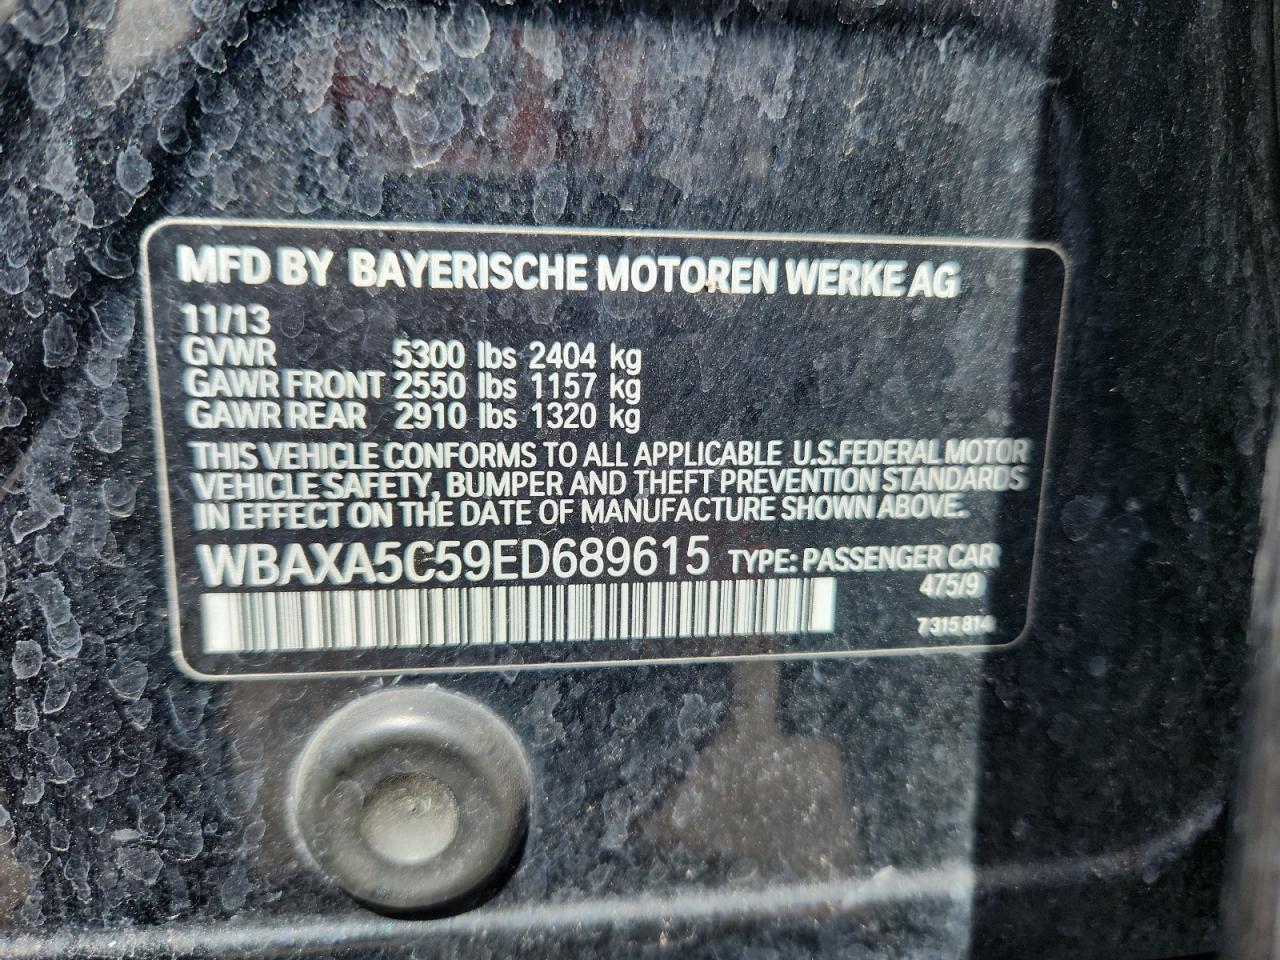 MFD BY BAYERISCHE MOTOREN WERKE AG
11/13
GVWR 5300 lbs 2404 kg
GAWR FRONT 2550 lbs 1157 kg
GAWR REAR 2910 lbs 1320 kg
THIS VEHICLE CONFORMS TO ALL APPLICABLE U.S.FEDERAL MOTOR
VEHICLE SAFETY, BUMPER AND THEFT PREVENTION STANDARDS
IN EFFECT ON THE DATE OF MANUFACTURE SHOWN ABOVE.
WBAXA5C59ED689615 TYPE: PASSENGER CAR
475/9
7 315 814